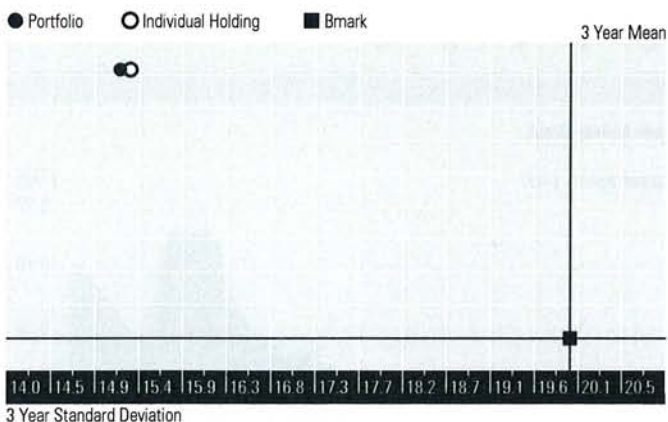 Portfolio Individual Holding Bmark
3 Year Mean
14.0 14.5 14.9 15.4 15.9 16.3 16.8 17.3 17.7 18.2 18.7 19.1 19.6 20.1 20.5
3 Year Standard Deviation